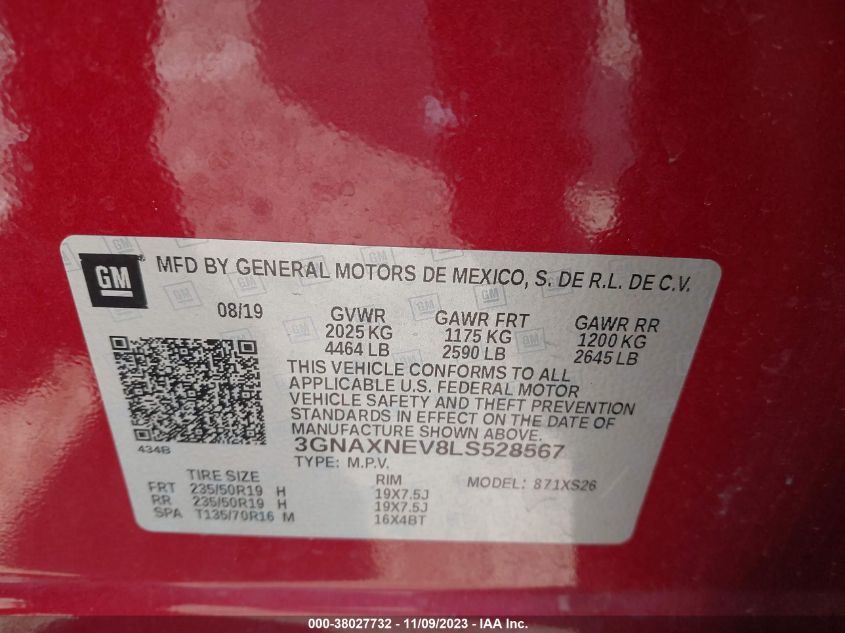 GM MFD BY GENERAL MOTORS DE MEXICO, S. DE R.L. DE C.V.
08/19 GVWR GAWR FRT GAWR RR
2025 KG 1175 KG 1200 KG
4464 LB 2590 LB 2645 LB
THIS VEHICLE CONFORMS TO ALL
APPLICABLE U.S. FEDERAL MOTOR
VEHICLE SAFETY AND THEFT PREVENTION
STANDARDS IN EFFECT ON THE DATE OF
MANUFACTURE SHOWN ABOVE.
434B 3GNAXNEV8LS528567
TYPE: M.P.V.
TIRE SIZE RIM MODEL: 871XS26
FRT 235/50R19 H 19X7.5J
RR 235/50R19 H 19X7.5J
SPA T135/70R16 M 16X4BT
000-38027732 - 11/09/2023 - IAA Inc.